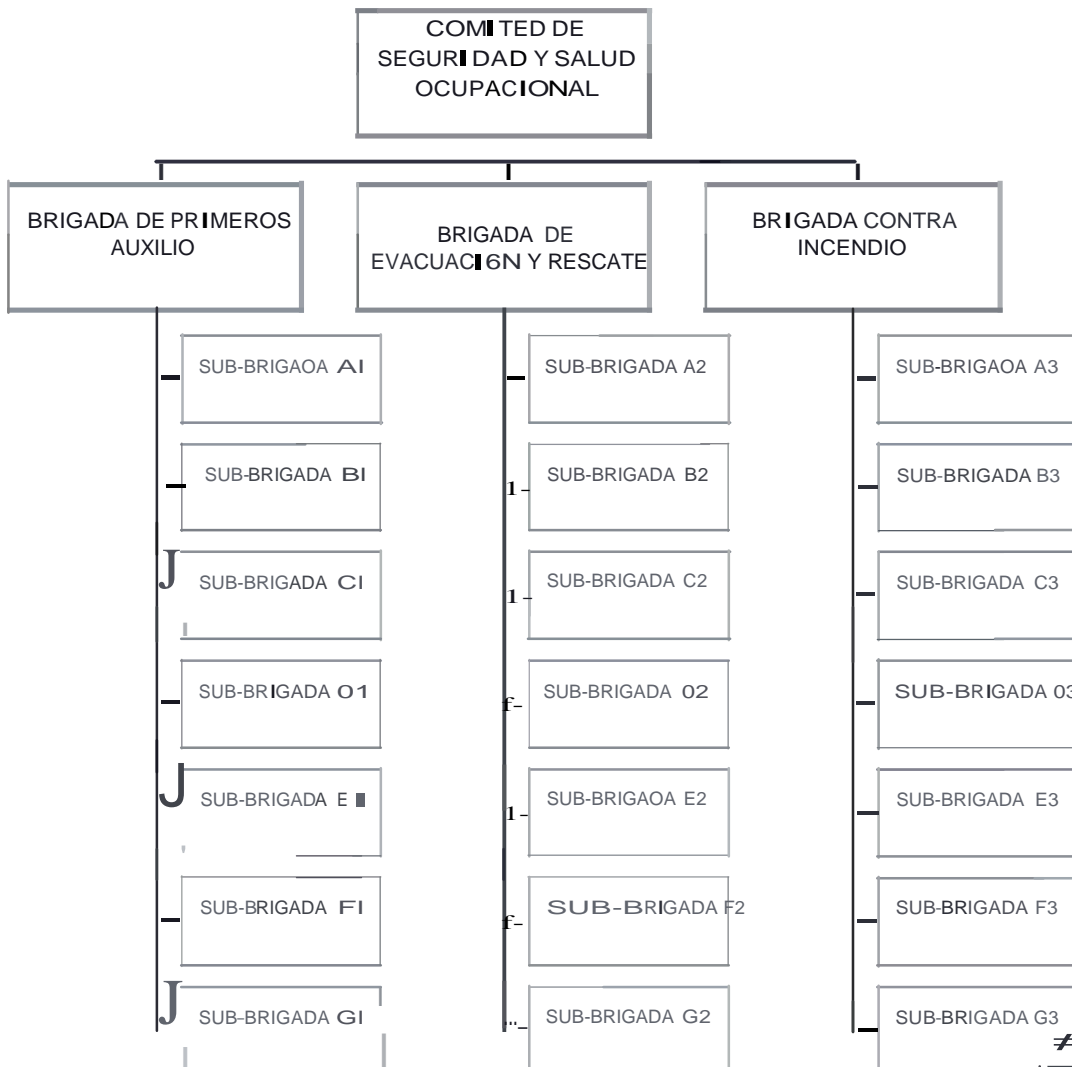 COMITED DE
SEGURIDAD Y SALUD
OCUPACIONAL
BRIGADA DE PRIMEROS
AUXILIO
BRIGADA DE
EVACUACI6N Y RESCATE
BRIGADA CONTRA
INCENDIO
SUB-BRIGAOA AI
SUB-BRIGADA BI
SUB-BRIGADA CI
SUB-BRIGADA 01
SUB-BRIGADA E
SUB-BRIGADA FI
SUB-BRIGADA GI
SUB-BRIGADA A2
SUB-BRIGADA B2
SUB-BRIGADA C2
SUB-BRIGADA 02
SUB-BRIGAOA E2
SUB-BRIGADA F2
SUB-BRIGADA G2
SUB-BRIGAOA A3
SUB-BRIGADA B3
SUB-BRIGADA C3
SUB-BRIGADA 03
SUB-BRIGADA E3
SUB-BRIGADA F3
SUB-BRIGADA G3